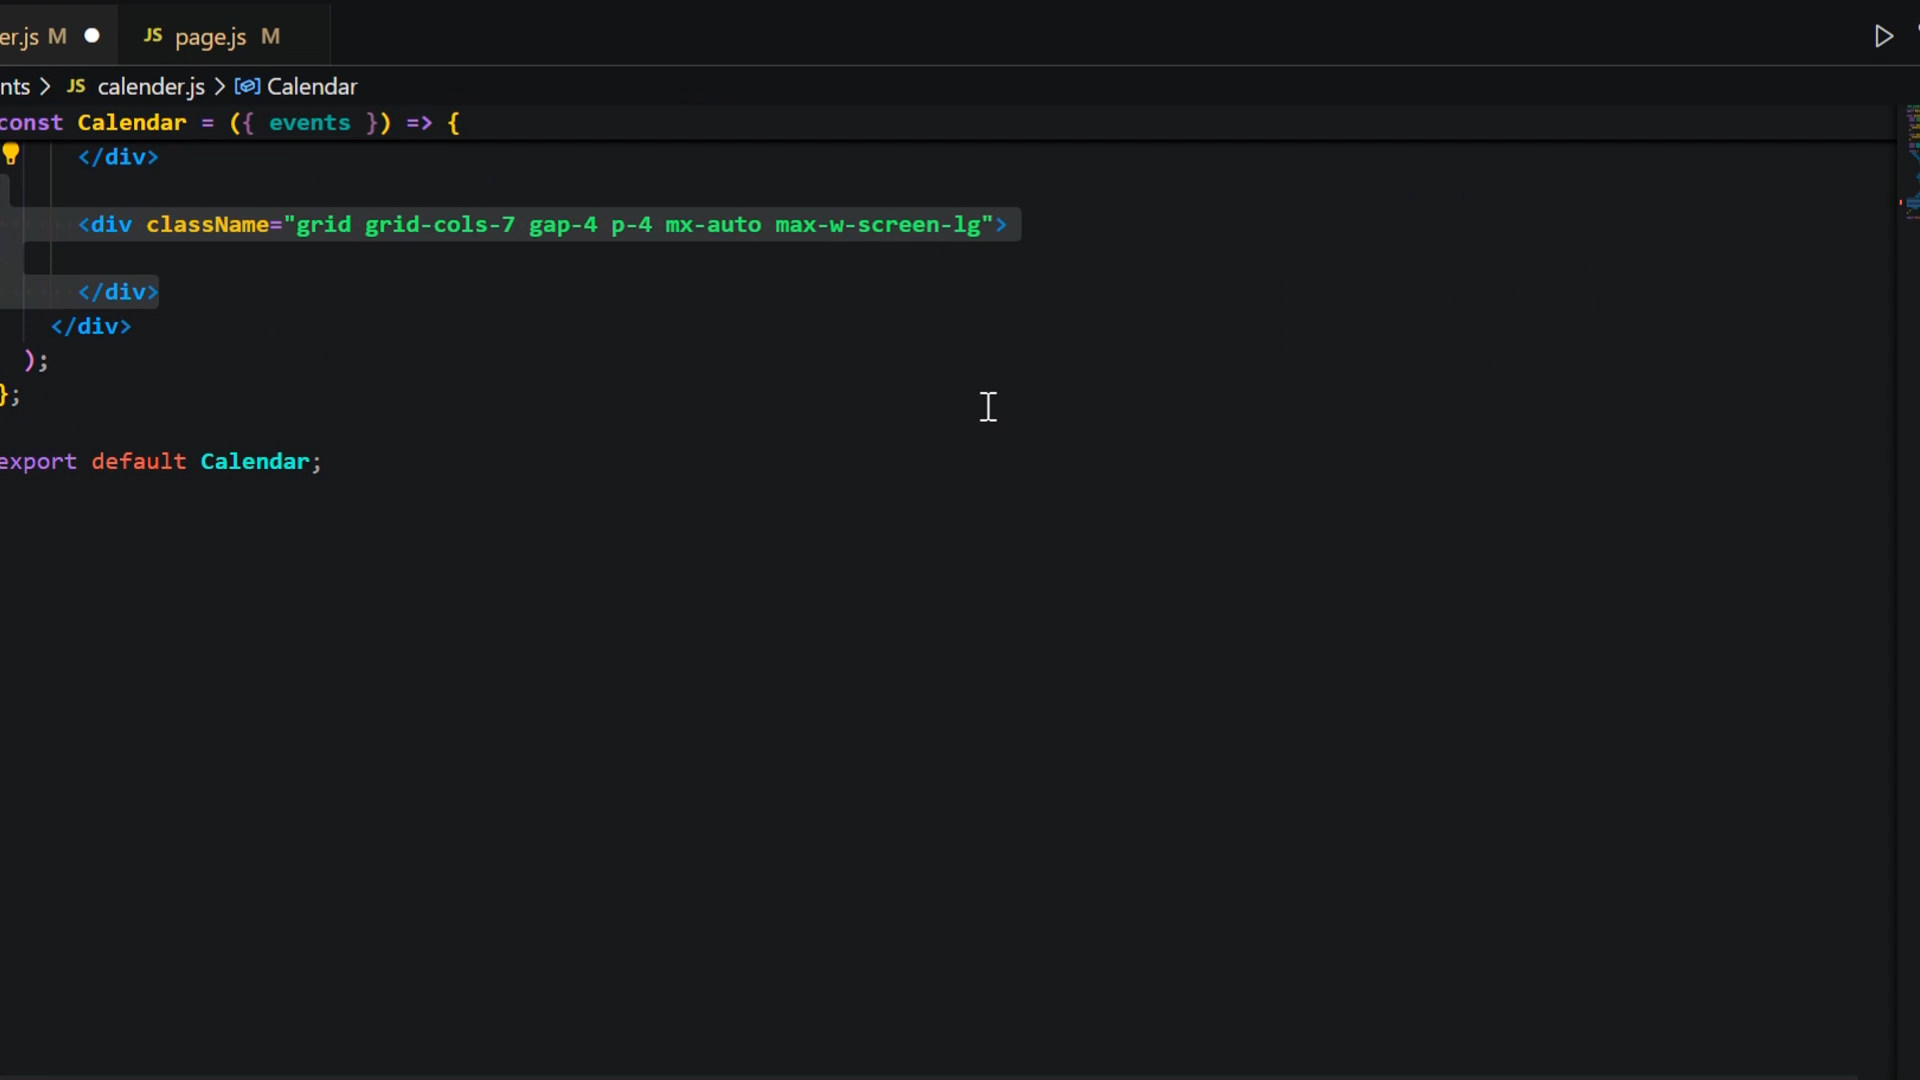 er.js M JS page.js M
nts > JS calender.js > Calendar
const Calendar = ({ events }) => {
</div>
<div className="grid grid-cols-7 gap-4 p-4 mx-auto max-w-screen-lg">
</div>
</div>
);
};
export default Calendar;